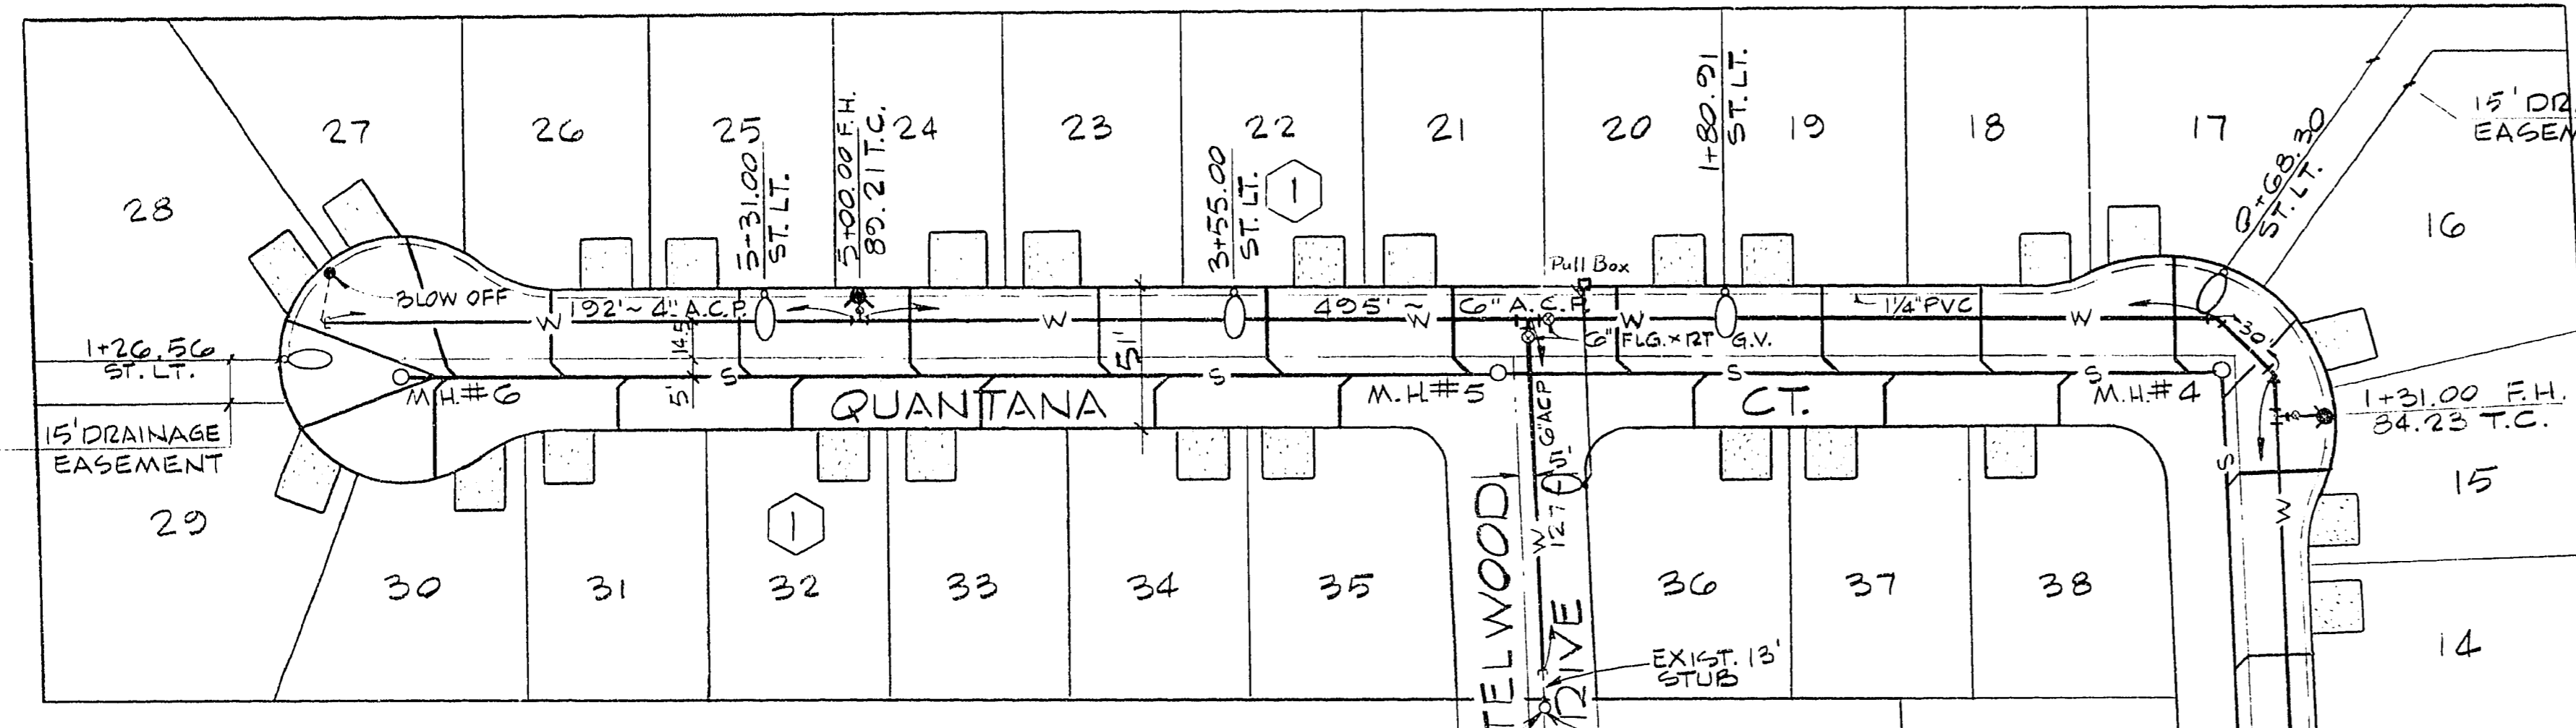 27
26
25
24
23
22
21
20
19
18
17
16
28
5+31.00
ST. LT.
5+00.00 F.H.
89.21 T.C.
3+55.00
ST. LT.
1
1+80.91
ST. LT.
0+68.30
ST. LT.
15' DR
EASEM
Pull Box
BLOW OFF
192' ~ 4" A.C.P.
W
14.5
W
495' ~
W
6" A.C.P.
W
1¼" PVC
W
30'
6" FLG. × RT G.V.
1+26.56
ST. LT.
15' DRAINAGE
EASEMENT
M.H. #6
5'
S
QUANTANA
51'
S
M.H. #5
S
CT.
S
M.H. #4
1+31.00 F.H.
84.23 T.C.
S
W
15
14
29
30
31
1
32
33
34
35
36
37
38
TELWOOD
DRIVE
W
127'
5'
6" ACP
EXIST. 13'
STUB